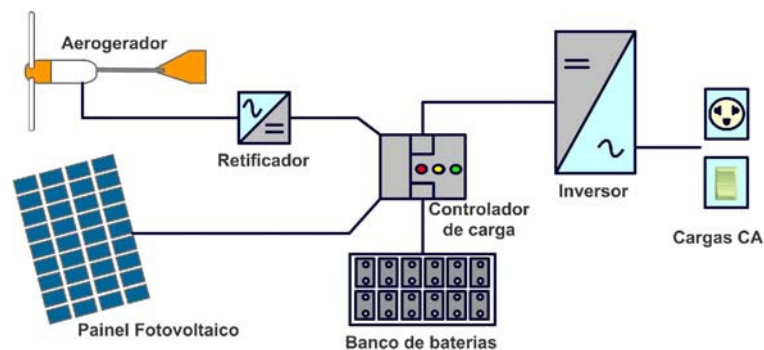 Aerogerador
Retificador
Controlador
de carga
Inversor
Cargas CA
Painel Fotovoltaico
Banco de baterias